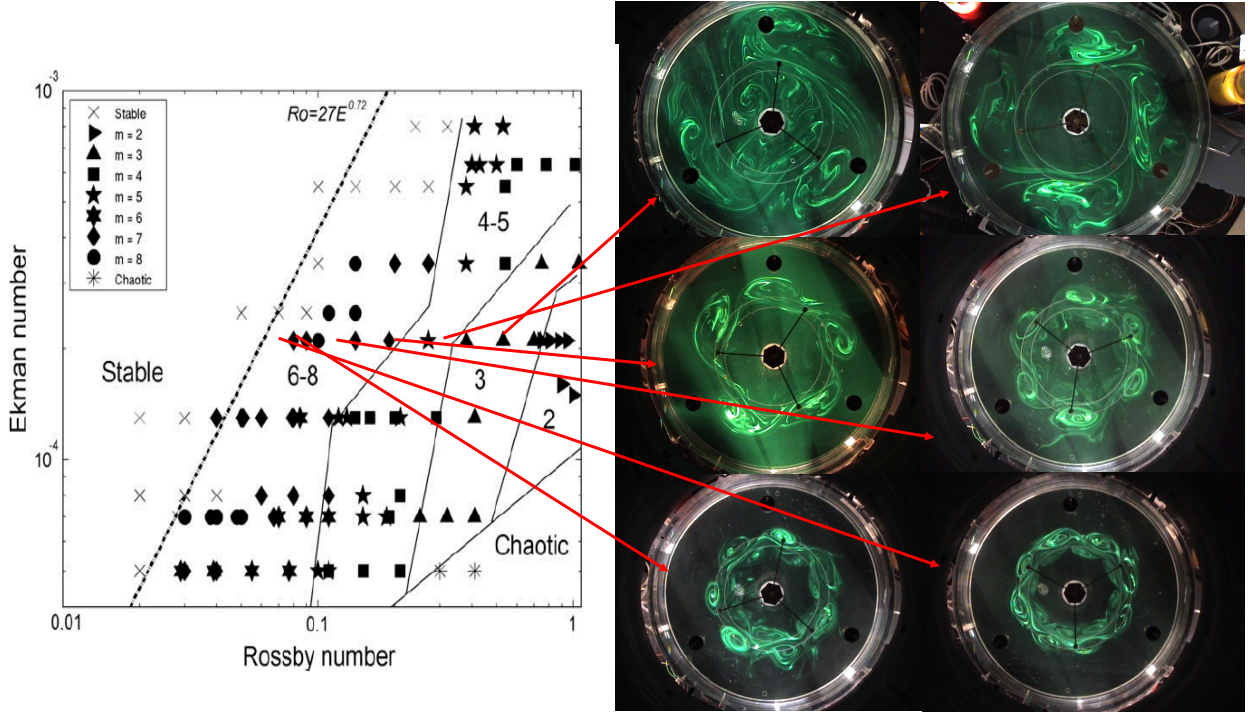 10⁻³
Ro=27E^0.72
Stable
m = 2
m = 3
m = 4
m = 5
m = 6
m = 7
m = 8
Chaotic
4-5
Ekman number
Stable
6-8
3
2
10⁻⁴
Chaotic
0.01
0.1
1
Rossby number